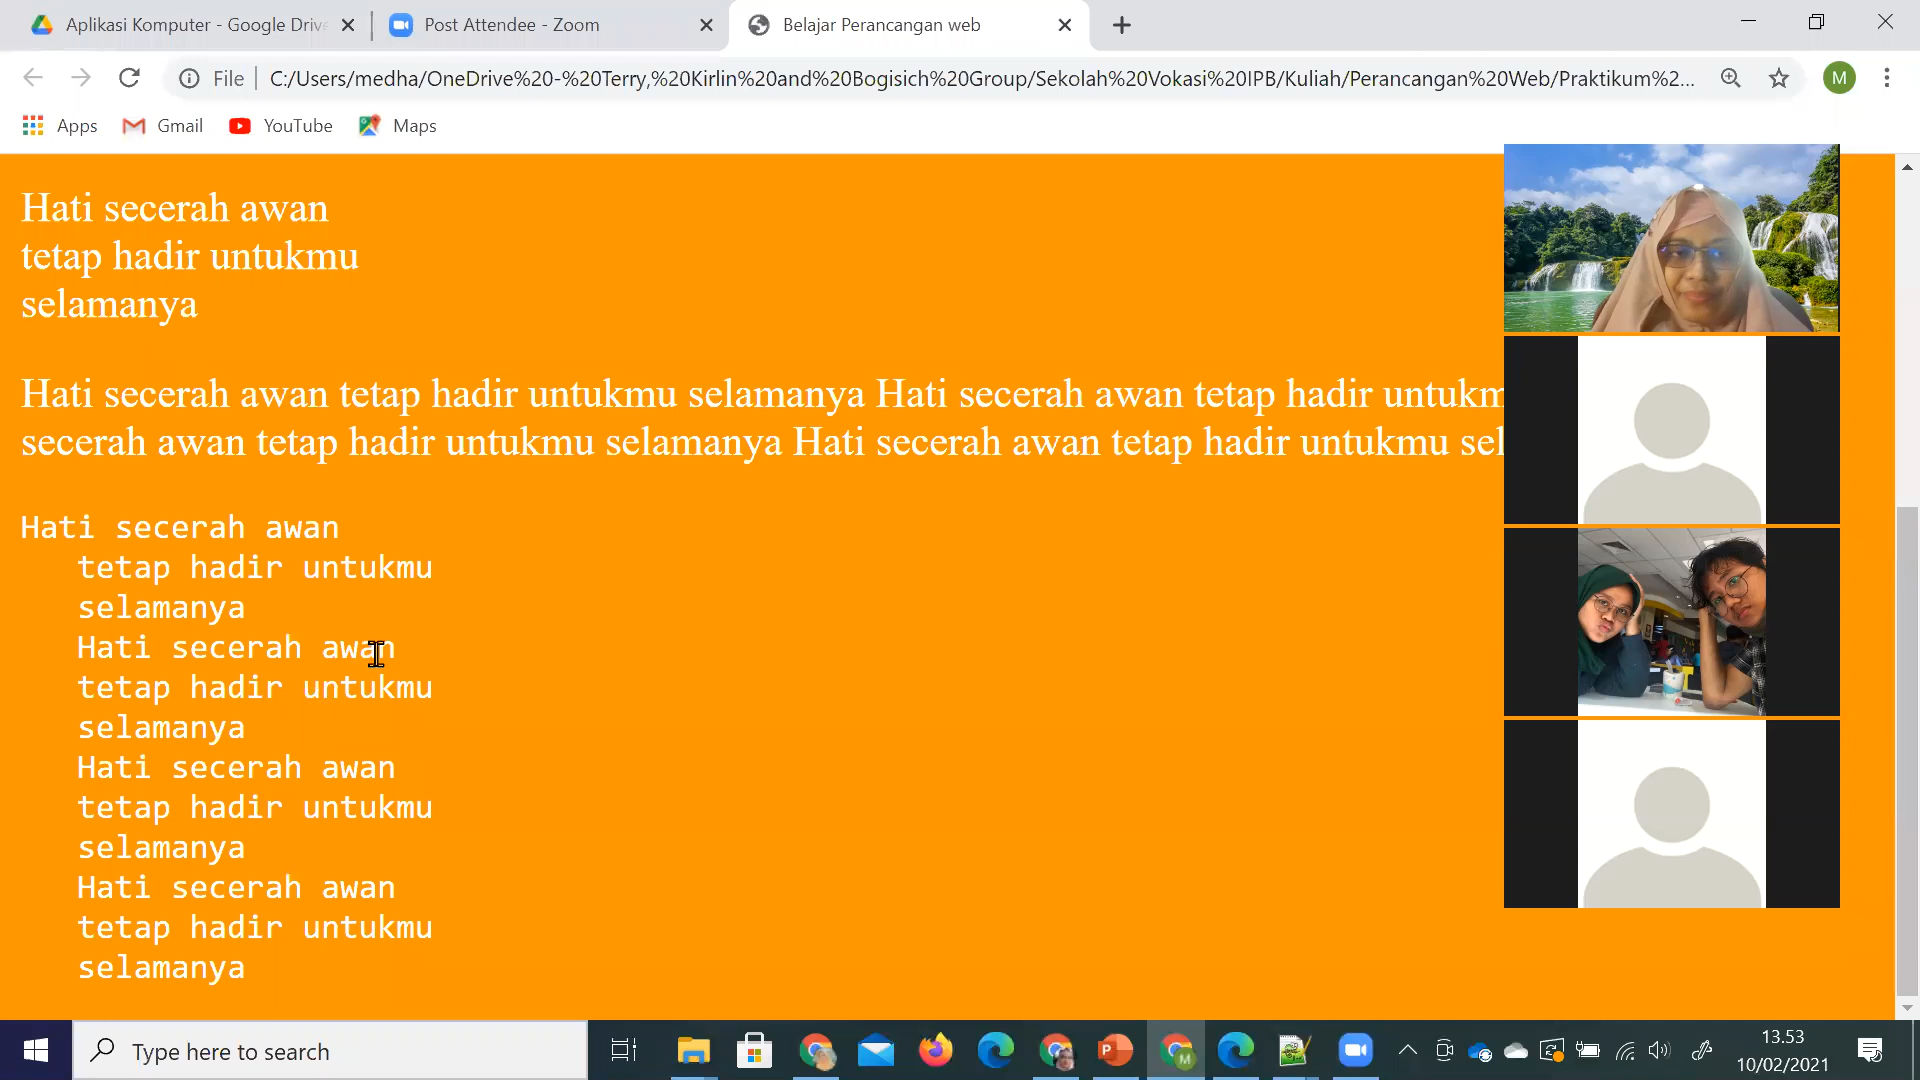 Aplikasi Komputer - Google Drive
Post Attendee - Zoom
Belajar Perancangan web
File
C:/Users/medha/OneDrive%20-%20Terry,%20Kirlin%20and%20Bogisich%20Group/Sekolah%20Vokasi%20IPB/Kuliah/Perancangan%20Web/Praktikum%2...
M
Apps
Gmail
YouTube
Maps
Hati secerah awan
tetap hadir untukmu
selamanya
Hati secerah awan tetap hadir untukmu selamanya Hati secerah awan tetap hadir untukm
secerah awan tetap hadir untukmu selamanya Hati secerah awan tetap hadir untukmu sel
Hati secerah awan
tetap hadir untukmu
selamanya
Hati secerah awan
tetap hadir untukmu
selamanya
Hati secerah awan
tetap hadir untukmu
selamanya
Hati secerah awan
tetap hadir untukmu
selamanya
Type here to search
13.53
10/02/2021